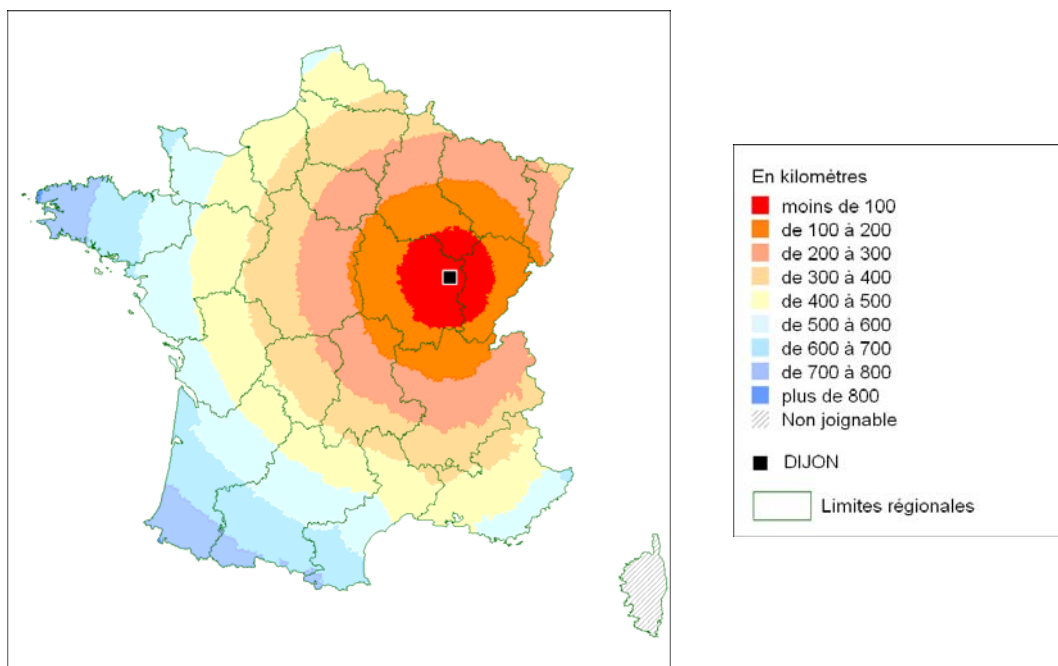 En kilomètres
moins de 100
de 100 à 200
de 200 à 300
de 300 à 400
de 400 à 500
de 500 à 600
de 600 à 700
de 700 à 800
plus de 800
Non joignable
DIJON
Limites régionales